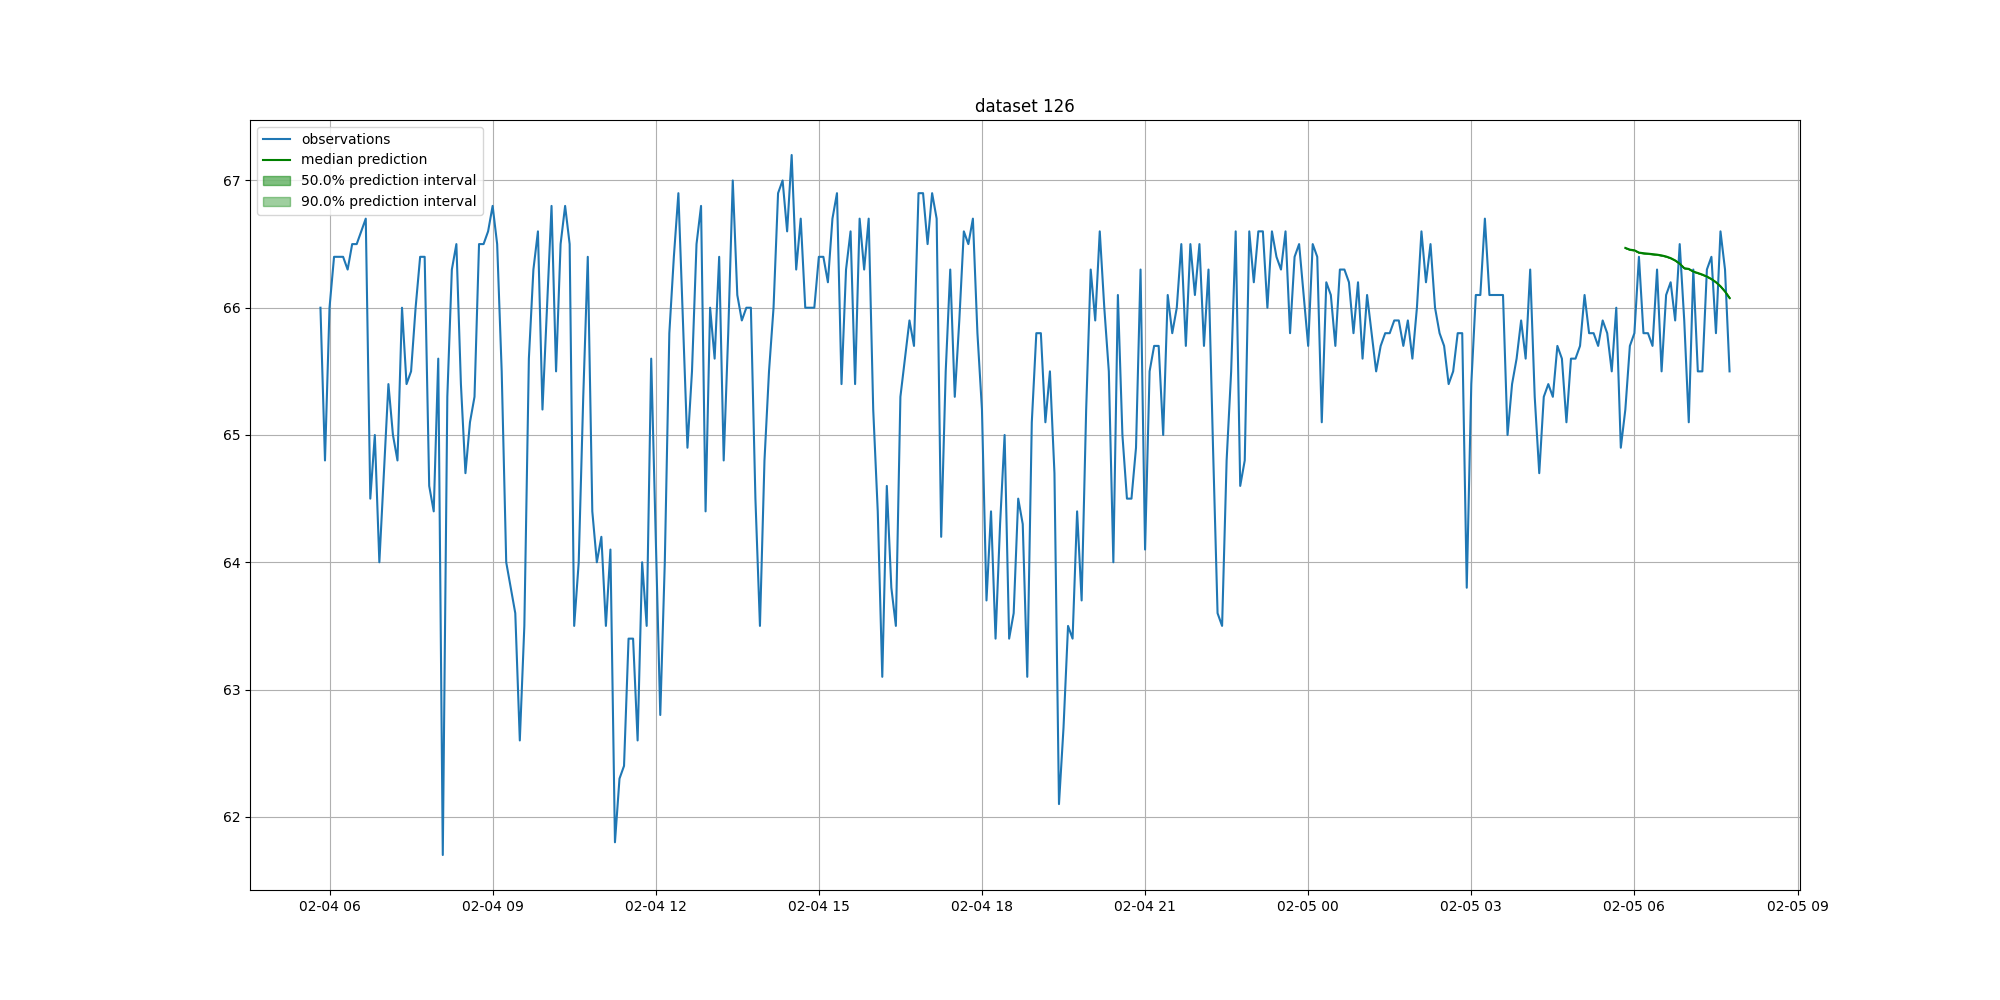 dataset 126
observations
median prediction
50.0% prediction interval
90.0% prediction interval
67
66
65
64
63
62
02-04 06 02-04 09 02-04 12 02-04 15 02-04 18 02-04 21 02-05 00 02-05 03 02-05 06 02-05 09